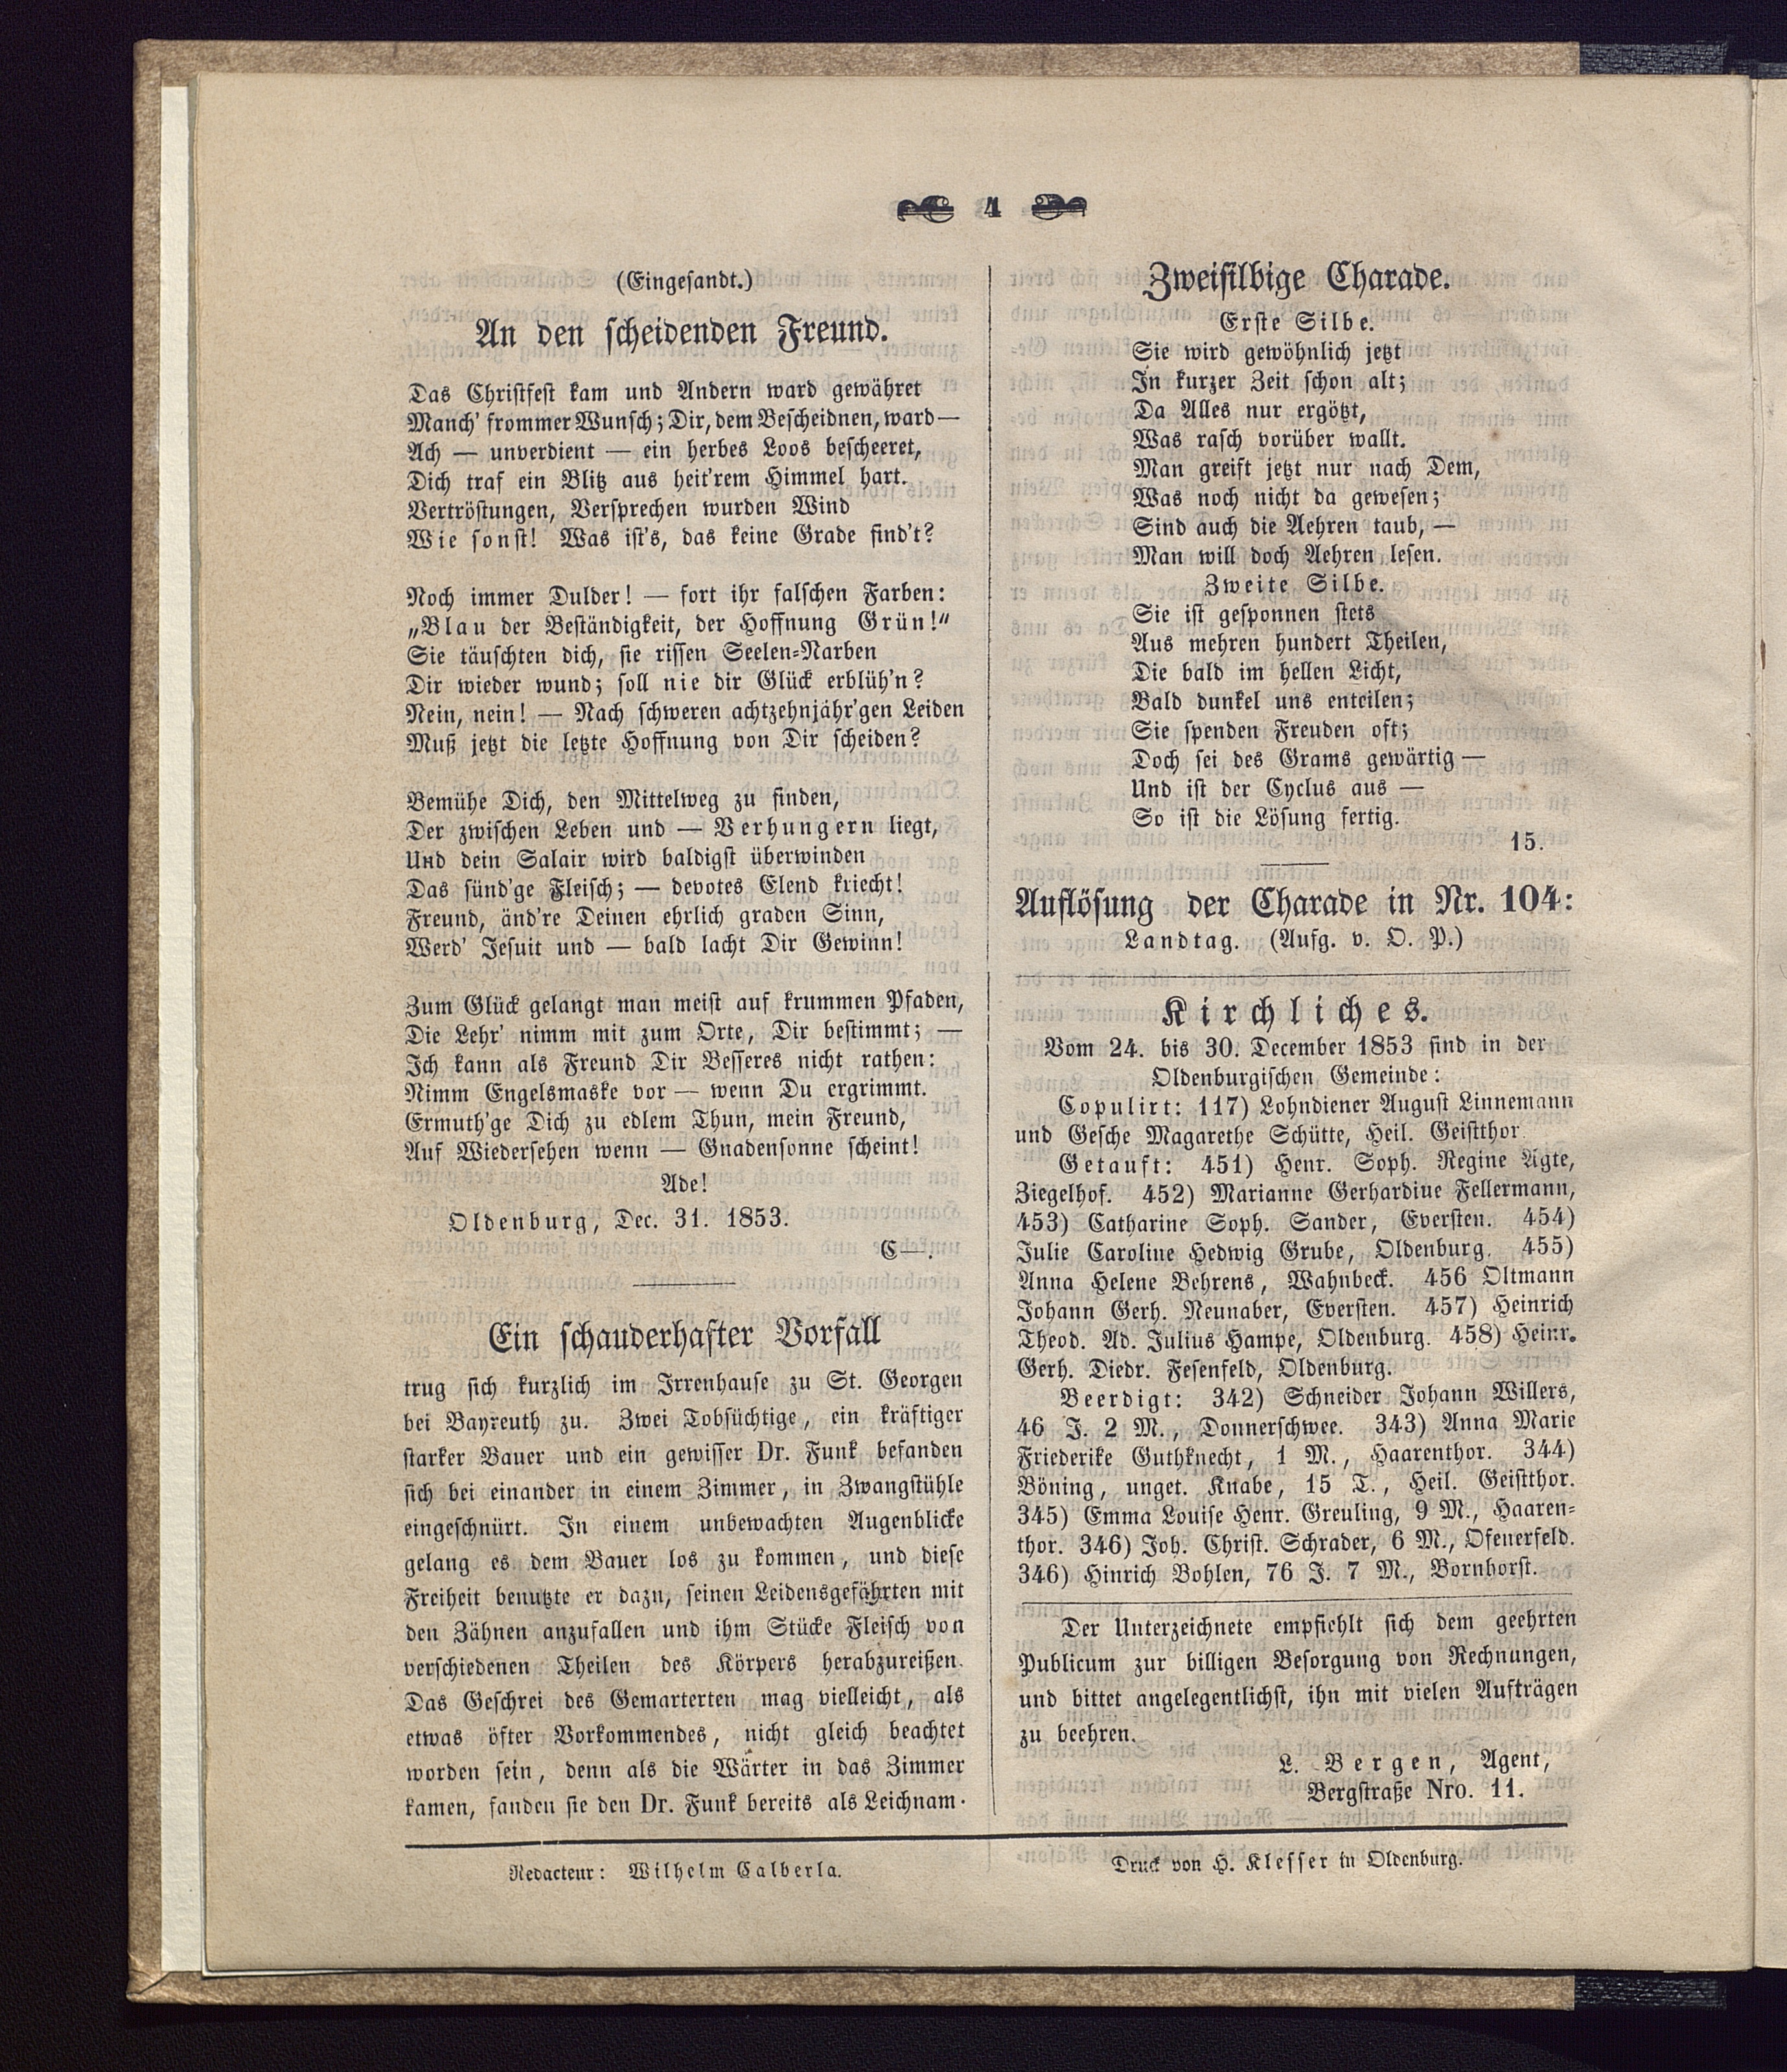 4
(Eingesandt.)
An den scheidenden Freund.
Das Christfest kam und Andern ward gewähret
Manch' frommer Wunsch; Dir, dem Bescheidnen, ward —
Ach — unverdient — ein herbes Loos bescheeret,
Dich traf ein Blitz aus heit'rem Himmel hart.
Vertröstungen, Versprechen wurden Wind
Wie sonst! Was ist's, das keine Grade find't?
Noch immer Dulder! — fort ihr falschen Farben:
„Blau der Beständigkeit, der Hoffnung Grün!“
Sie täuschten dich, sie rissen Seelen-Narben
Dir wieder wund; soll nie dir Glück erblüh'n?
Nein, nein! — Nach schweren achtzehnjähr'gen Leiden
Muß jetzt die letzte Hoffnung von Dir scheiden?
Bemühe Dich, den Mittelweg zu finden,
Der zwischen Leben und — Verhungern liegt,
Und dein Salair wird baldigst überwinden
Das sünd'ge Fleisch; — devotes Elend kriecht!
Freund, änd're Deinen ehrlich graden Sinn,
Werd' Jesuit und — bald lacht Dir Gewinn!
Zum Glück gelangt man meist auf krummen Pfaden,
Die Lehr' nimm mit zum Orte, Dir bestimmt; —
Ich kann als Freund Dir Besseres nicht rathen:
Nimm Engelsmaske vor — wenn Du ergrimmt.
Ermuth'ge Dich zu edlem Thun, mein Freund,
Auf Wiedersehen wenn — Gnadensonne scheint!
Ade!
Oldenburg, Dec. 31. 1853.
C—.
Ein schauderhafter Vorfall
trug sich kurzlich im Irrenhause zu St. Georgen
bei Bayreuth zu. Zwei Tobsüchtige, ein kräftiger
starker Bauer und ein gewisser Dr. Funk befanden
sich bei einander in einem Zimmer, in Zwangstühle
eingeschnürt. In einem unbewachten Augenblicke
gelang es dem Bauer los zu kommen, und diese
Freiheit benutzte er dazu, seinen Leidensgefährten mit
den Zähnen anzufallen und ihm Stücke Fleisch von
verschiedenen Theilen des Körpers herabzureißen.
Das Geschrei des Gemarterten mag vielleicht, als
etwas öfter Vorkommendes, nicht gleich beachtet
worden sein, denn als die Wärter in das Zimmer
kamen, fanden sie den Dr. Funk bereits als Leichnam.
Zweisilbige Charade.
Erste Silbe.
Sie wird gewöhnlich jetzt
In kurzer Zeit schon alt;
Da Alles nur ergötzt,
Was rasch vorüber wallt.
Man greift jetzt nur nach Dem,
Was noch nicht da gewesen;
Sind auch die Aehren taub, —
Man will doch Aehren lesen.
Zweite Silbe.
Sie ist gesponnen stets
Aus mehren hundert Theilen,
Die bald im hellen Licht,
Bald dunkel uns enteilen;
Sie spenden Freuden oft;
Doch sei des Grams gewärtig —
Und ist der Cyclus aus —
So ist die Lösung fertig.
15.
Auflösung der Charade in Nr. 104:
Landtag. (Aufg. v. O. P.)
Kirchliches.
Vom 24. bis 30. December 1853 sind in der
Oldenburgischen Gemeinde:
Copulirt: 117) Lohndiener August Linnemann
und Gesche Magarethe Schütte, Heil. Geistthor.
Getauft: 451) Henr. Soph. Regine Agte,
Ziegelhof. 452) Marianne Gerhardiue Fellermann,
453) Catharine Soph. Sander, Eversten. 454)
Julie Caroline Hedwig Grube, Oldenburg. 455)
Anna Helene Behrens, Wahnbeck. 456 Oltmann
Johann Gerh. Neunaber, Eversten. 457) Heinrich
Theod. Ad. Julius Hampe, Oldenburg. 458) Heinr.
Gerh. Diedr. Fesenfeld, Oldenburg.
Beerdigt: 342) Schneider Johann Willers,
46 J. 2 M., Donnerschwee. 343) Anna Marie
Friederike Guthknecht, 1 M., Haarenthor. 344)
Böning, unget. Knabe, 15 T., Heil. Geistthor.
345) Emma Louise Henr. Greuling, 9 M., Haaren-
thor. 346) Joh. Christ. Schrader, 6 M., Ofenerfeld.
346) Hinrich Bohlen, 76 J. 7 M., Bornhorst.
Der Unterzeichnete empfiehlt sich dem geehrten
Publicum zur billigen Besorgung von Rechnungen,
und bittet angelegentlichst, ihn mit vielen Aufträgen
zu beehren.
L. Bergen, Agent,
Bergstraße Nro. 11.
Redacteur: Wilhelm Calberla.
Druck von H. Klesser in Oldenburg.